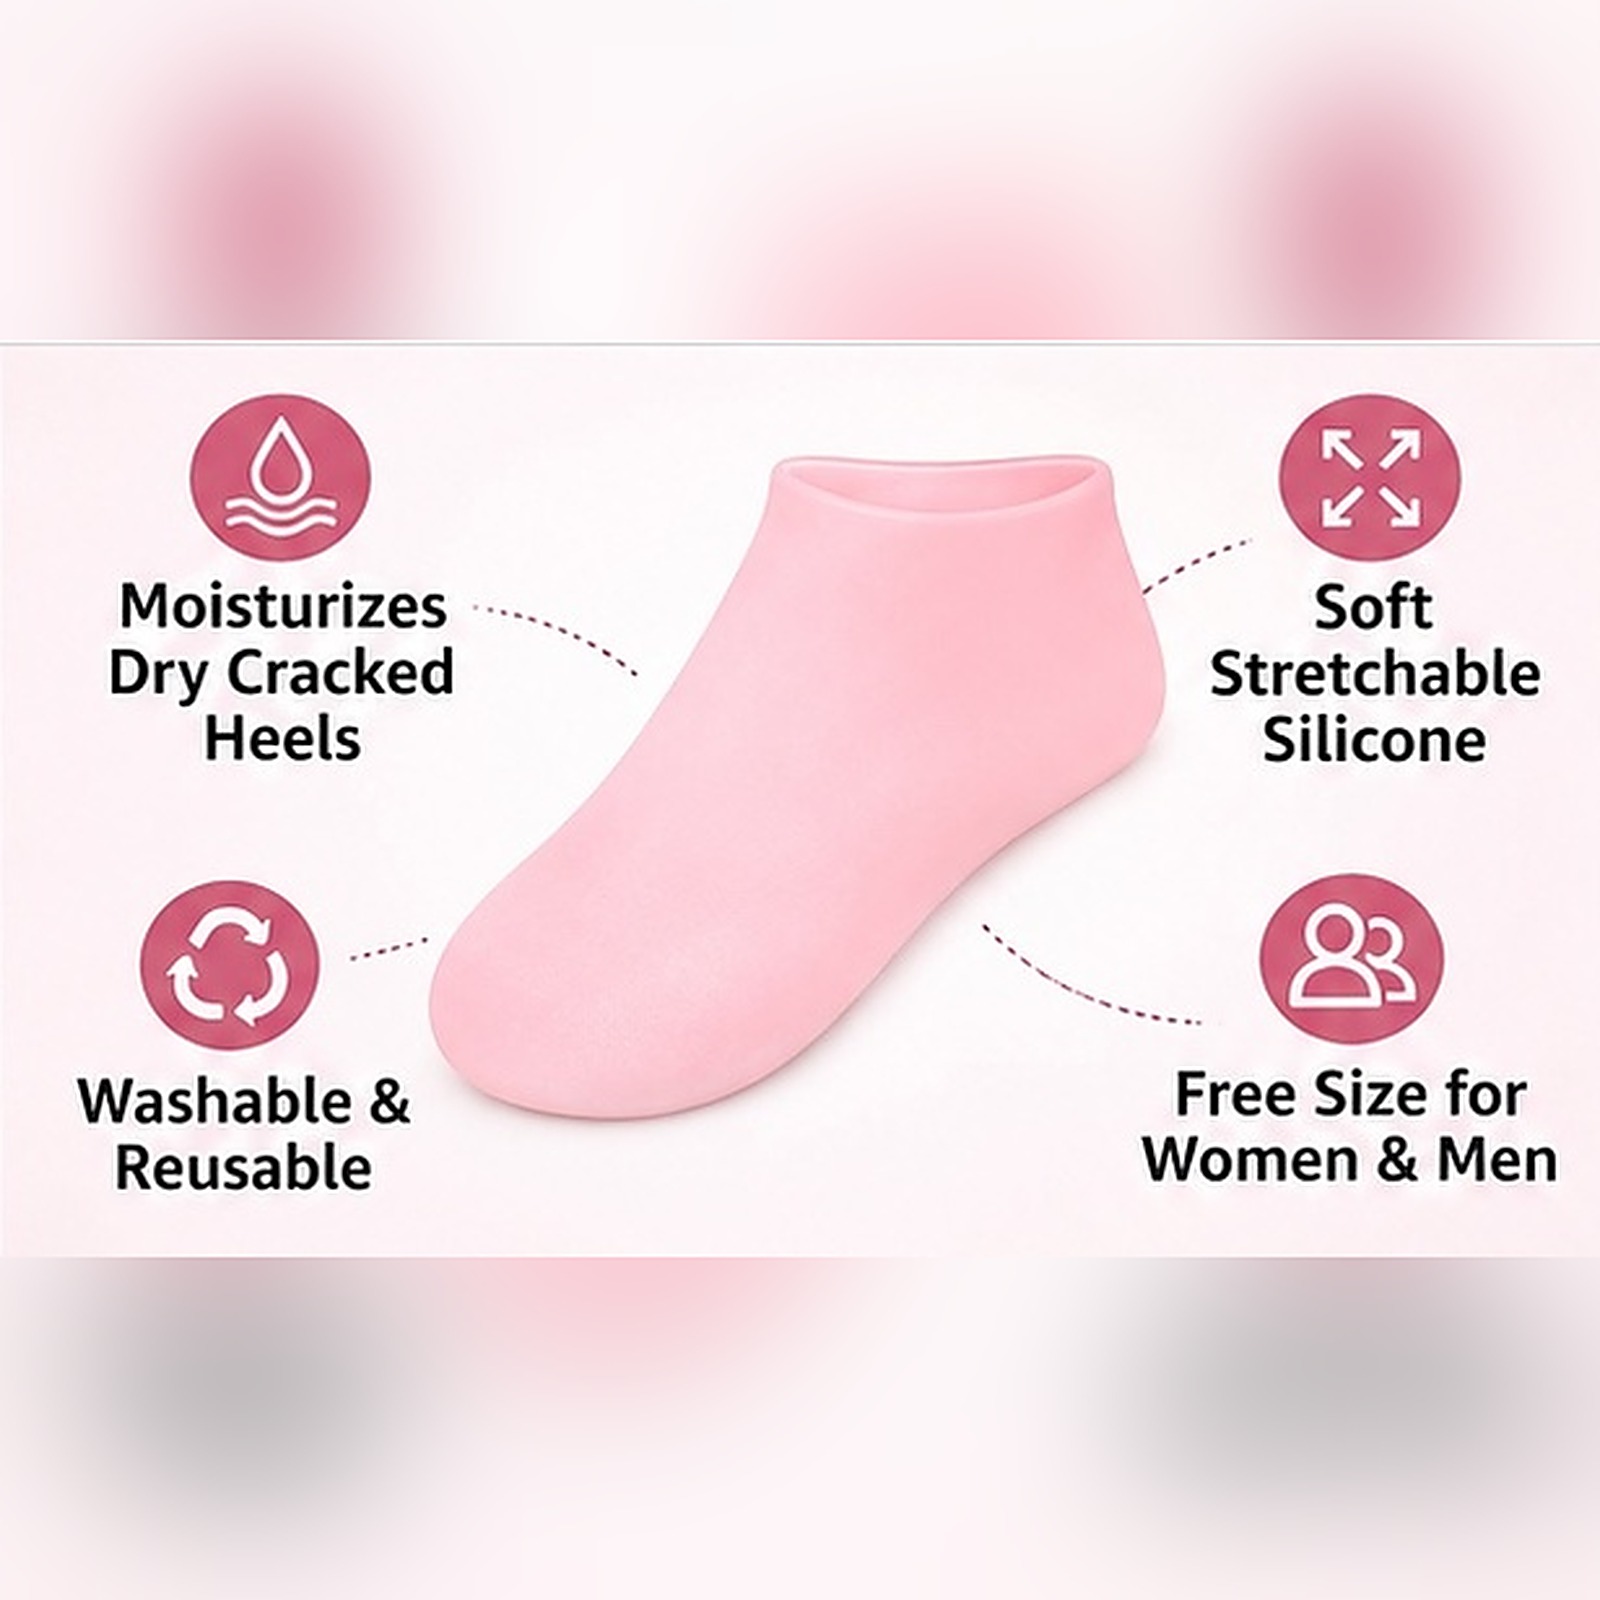 Moisturizes
Dry Cracked
Heels
Soft
Stretchable
Silicone
Washable &
Reusable
Free Size for
Women & Men